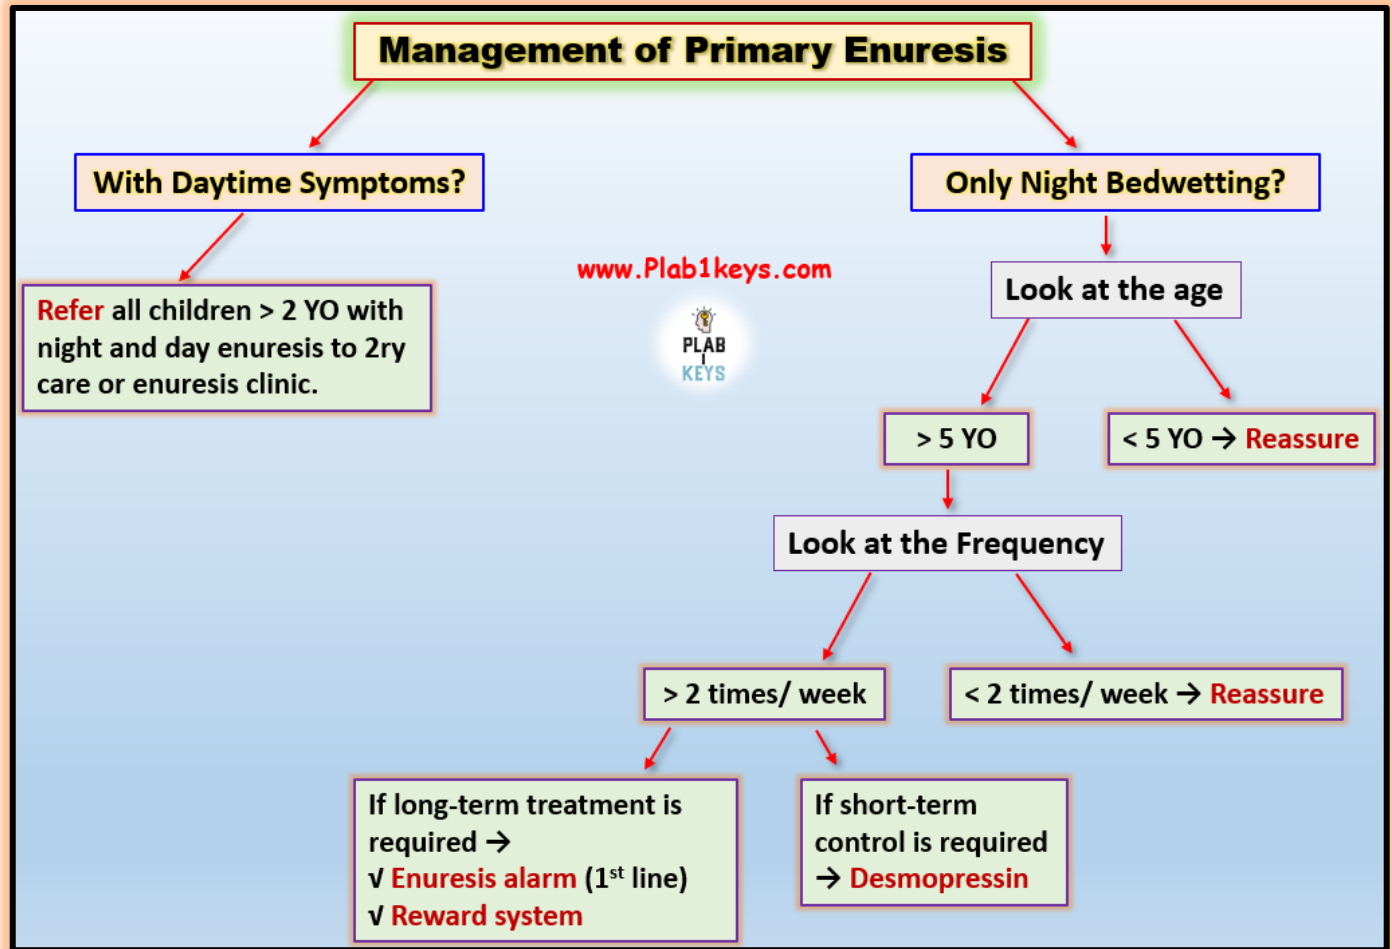 Management of Primary Enuresis
With Daytime Symptoms?
Only Night Bedwetting?
www.Plab1keys.com
PLAB
1
KEYS
Look at the age
Refer all children > 2 YO with
night and day enuresis to 2ry
care or enuresis clinic.
> 5 YO
< 5 YO → Reassure
Look at the Frequency
> 2 times/ week
< 2 times/ week → Reassure
If long-term treatment is
required →
√ Enuresis alarm (1st line)
√ Reward system
If short-term
control is required
→ Desmopressin